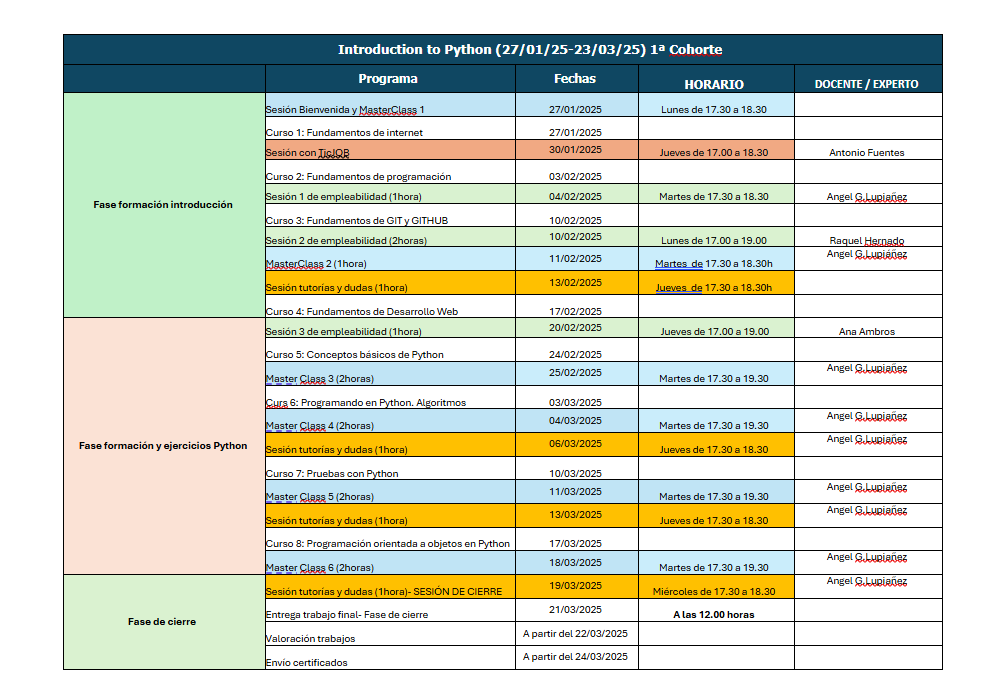 Introduction to Python (27/01/25-23/03/25) 1ª Cohorte
Programa Fechas HORARIO DOCENTE / EXPERTO
Fase formación introducción
Sesión Bienvenida y MasterClass 1 27/01/2025 Lunes de 17.30 a 18.30
Curso 1: Fundamentos de internet 27/01/2025
Sesión con TicJOB 30/01/2025 Jueves de 17.00 a 18.30 Antonio Fuentes
Curso 2: Fundamentos de programación 03/02/2025
Sesión 1 de empleabilidad (1hora) 04/02/2025 Martes de 17.30 a 18.30 Angel G.Lupiañez
Curso 3: Fundamentos de GIT y GITHUB 10/02/2025
Sesión 2 de empleabilidad (2horas) 10/02/2025 Lunes de 17.00 a 19.00 Raquel Hernado
MasterClass 2 (1hora) 11/02/2025 Martes de 17.30 a 18.30h Angel G.Lupiáñez
Sesión tutorías y dudas (1hora) 13/02/2025 Jueves de 17.30 a 18.30h
Curso 4: Fundamentos de Desarrollo Web 17/02/2025
Fase formación y ejercicios Python
Sesión 3 de empleabilidad (1hora) 20/02/2025 Jueves de 17.00 a 19.00 Ana Ambros
Curso 5: Conceptos básicos de Python 24/02/2025
Master Class 3 (2horas) 25/02/2025 Martes de 17.30 a 19.30 Angel G.Lupiañez
Curs 6: Programando en Python. Algoritmos 03/03/2025
Master Class 4 (2horas) 04/03/2025 Martes de 17.30 a 19.30 Angel G.Lupiañez
Sesión tutorías y dudas (1hora) 06/03/2025 Jueves de 17.30 a 18.30 Angel G.Lupiañez
Curso 7: Pruebas con Python 10/03/2025
Master Class 5 (2horas) 11/03/2025 Martes de 17.30 a 19.30 Angel G.Lupiañez
Sesión tutorías y dudas (1hora) 13/03/2025 Jueves de 17.30 a 18.30 Angel G.Lupiañez
Curso 8: Programación orientada a objetos en Python 17/03/2025
Master Class 6 (2horas) 18/03/2025 Martes de 17.30 a 19.30 Angel G.Lupiañez
Fase de cierre
Sesión tutorías y dudas (1hora)- SESIÓN DE CIERRE 19/03/2025 Miércoles de 17.30 a 18.30 Angel G.Lupiañez
Entrega trabajo final- Fase de cierre 21/03/2025 A las 12.00 horas
Valoración trabajos A partir del 22/03/2025
Envío certificados A partir del 24/03/2025